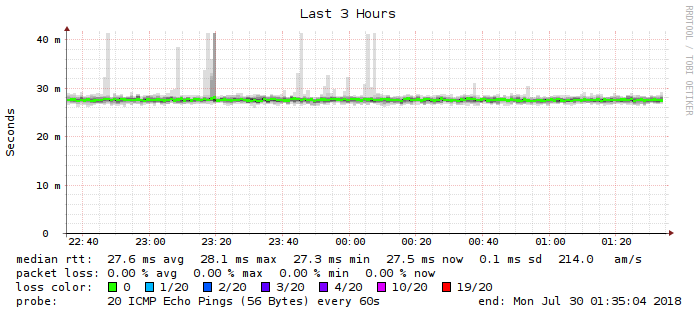 Last 3 Hours
RRDTOOL / TOBI OETIKER
Seconds
40 m
30 m
20 m
10 m
0
22:40 23:00 23:20 23:40 00:00 00:20 00:40 01:00 01:20
median rtt: 27.6 ms avg 28.1 ms max 27.3 ms min 27.5 ms now 0.1 ms sd 214.0 am/s
packet loss: 0.00 % avg 0.00 % max 0.00 % min 0.00 % now
loss color: 0 1/20 2/20 3/20 4/20 10/20 19/20
probe: 20 ICMP Echo Pings (56 Bytes) every 60s end: Mon Jul 30 01:35:04 2018